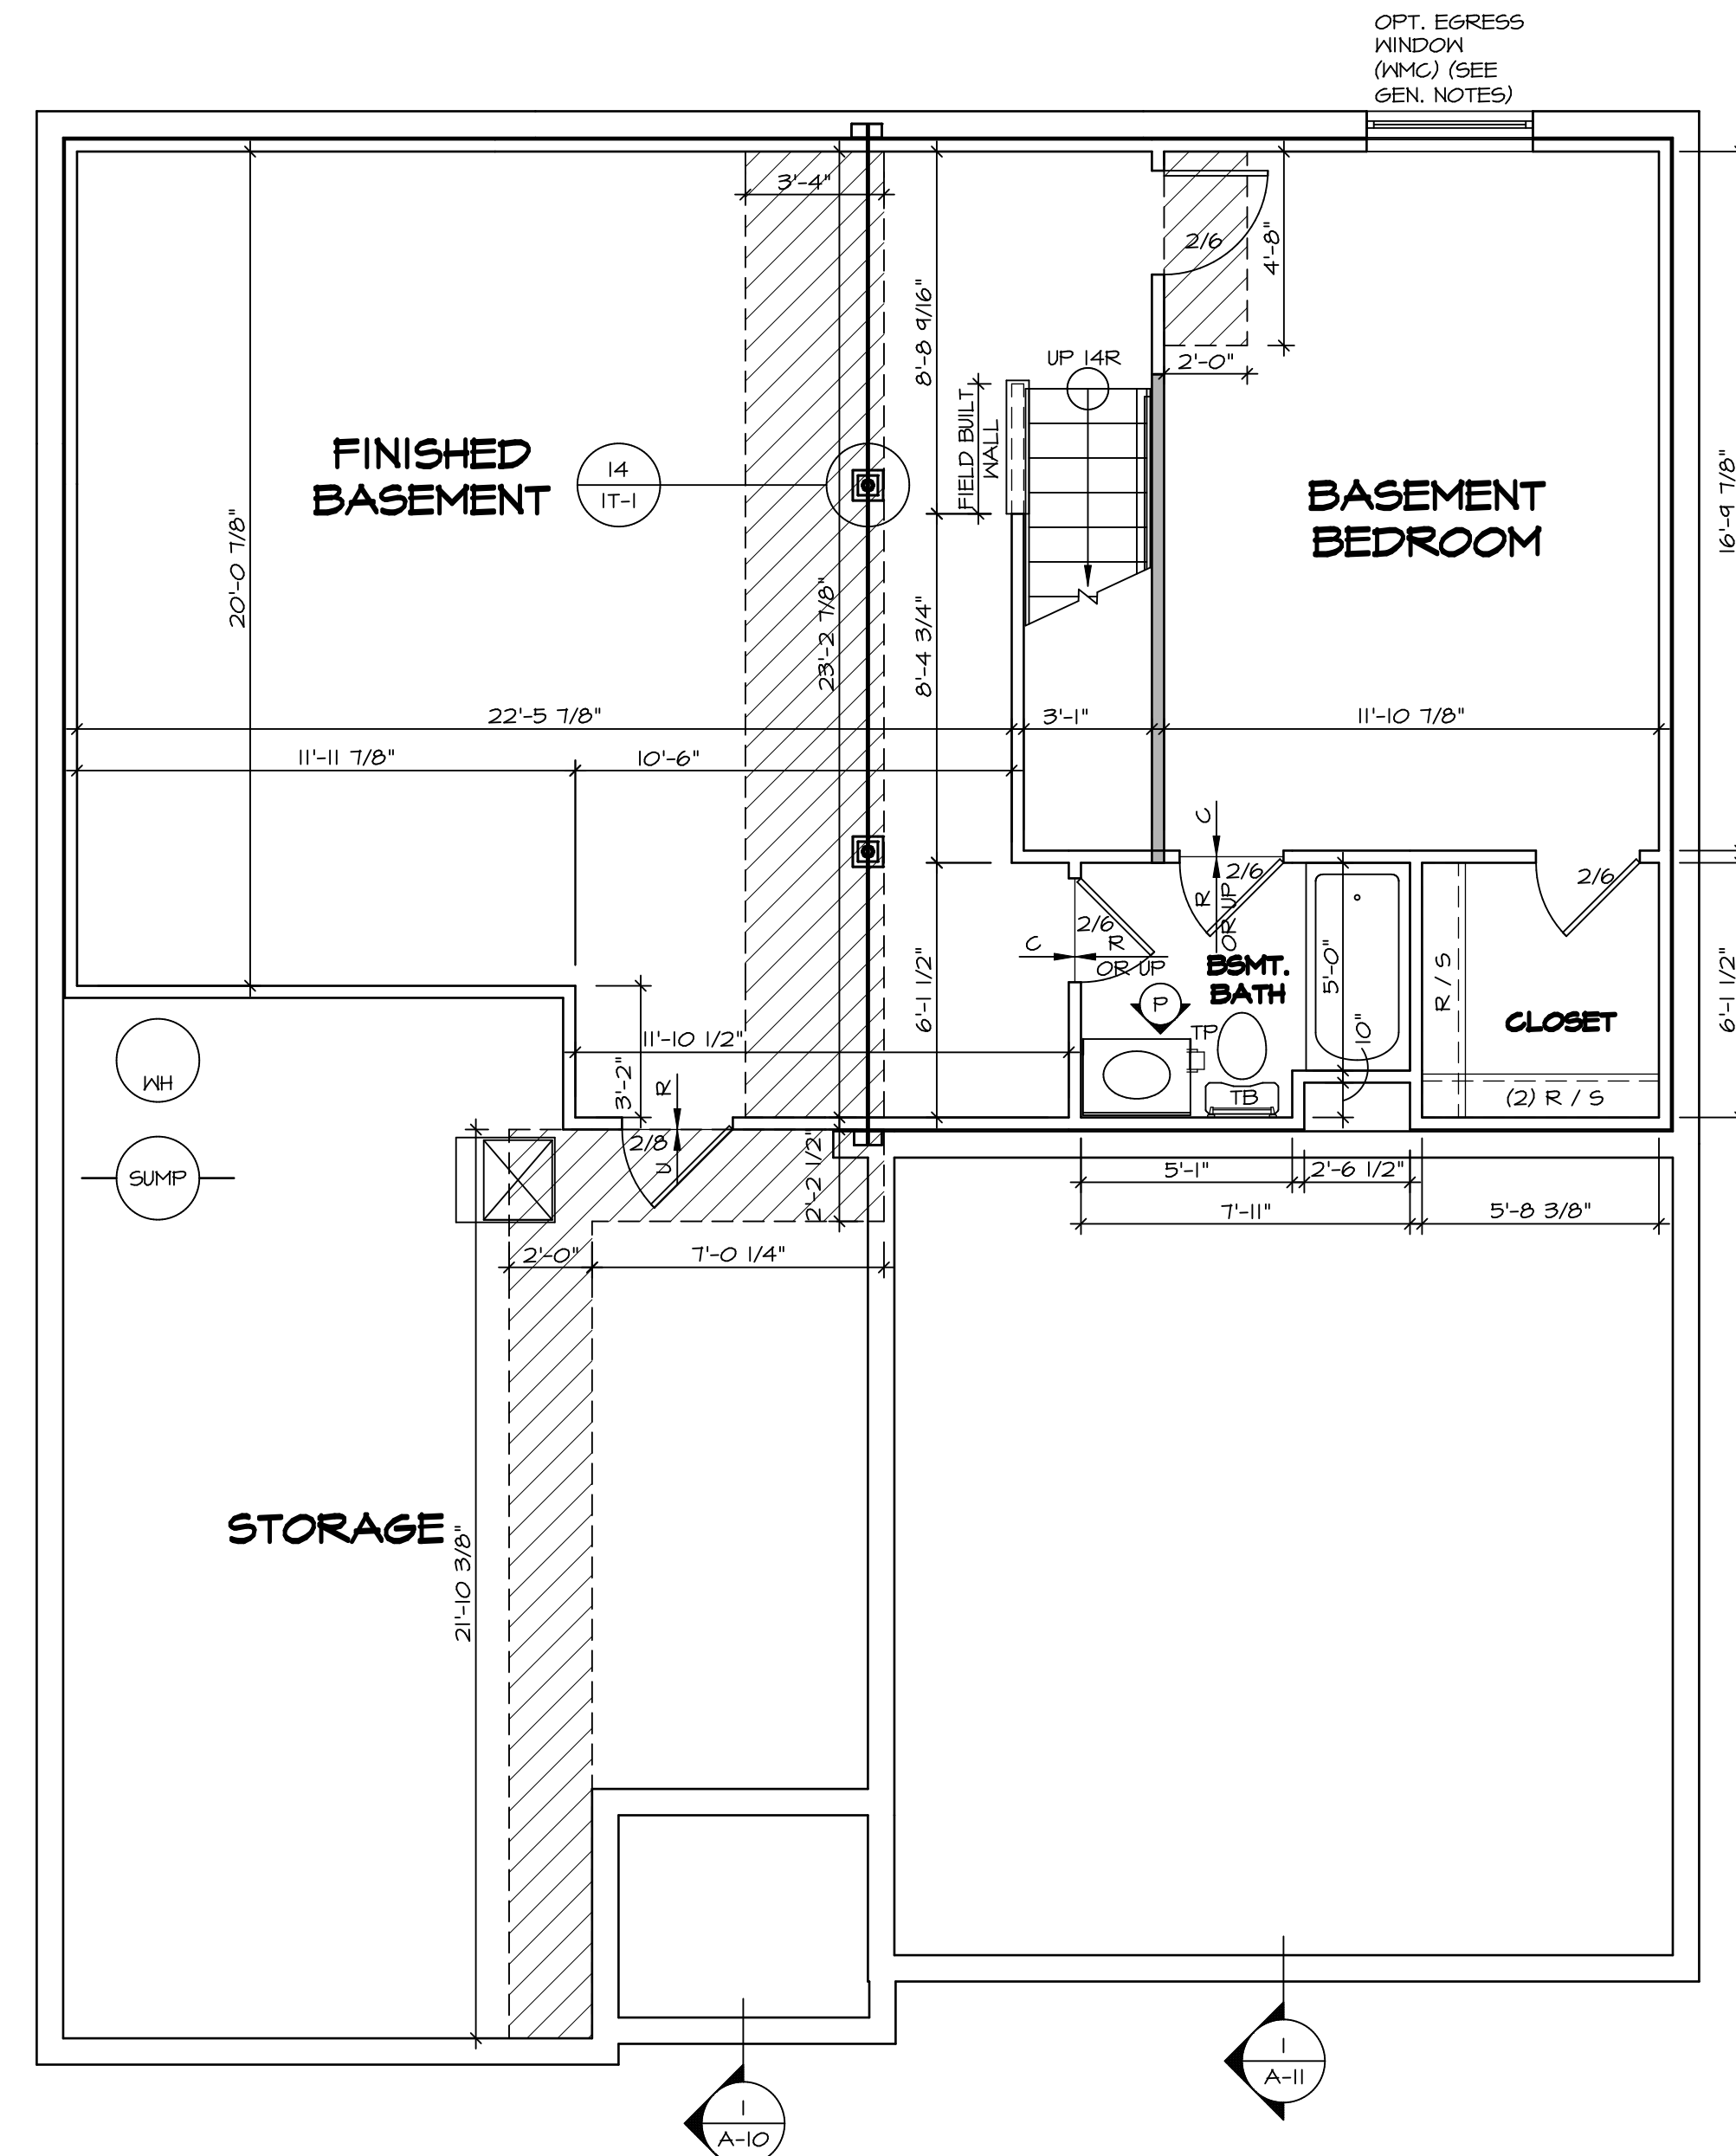 OPT. EGRESS
WINDOW
(WMC) (SEE
GEN. NOTES)
3'-4"
2/6
4'-8"
8'-8 9/16"
UP 14R
2'-0"
FIELD BUILT
WALL
FINISHED
BASEMENT
14
1T-1
BASEMENT
BEDROOM
16'-9 7/8"
20'-0 7/8"
23'-2 7/8"
8'-4 3/4"
22'-5 7/8"
3'-1"
11'-10 7/8"
11'-11 7/8"
10'-6"
C
2/6
R
OR UP
2/6
2/6
C
R
OR UP
BSMT.
BATH
5'-0"
R / S
6'-1 1/2"
6'-1 1/2"
P
TP
CLOSET
10"
11'-10 1/2"
WH
3'-2"
R
TB
(2) R / S
2/8
U
2'-2 1/2"
SUMP
5'-1"
2'-6 1/2"
7'-11"
5'-8 3/8"
2'-0"
7'-0 1/4"
STORAGE
21'-10 3/8"
1
A-11
1
A-10